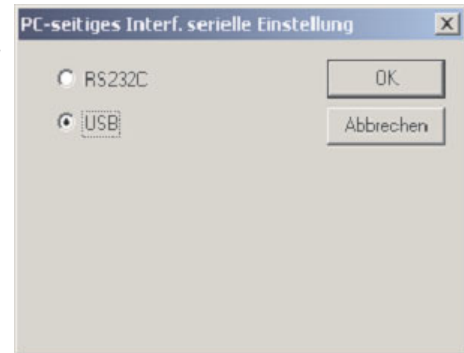 PC-seitiges Interf. serielle Einstellung
RS232C
OK
USB
Abbrechen